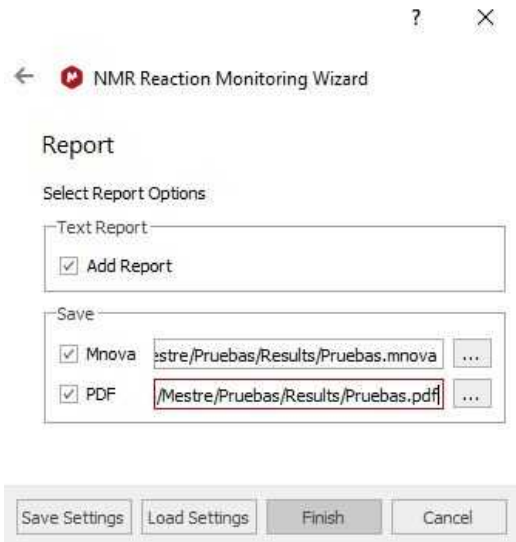 ?
NMR Reaction Monitoring Wizard
Report
Select Report Options
Text Report
Add Report
Save
Mnova estre/Pruebas/Results/Pruebas.mnova ...
PDF /Mestre/Pruebas/Results/Pruebas.pdf ...
Save Settings Load Settings Finish Cancel